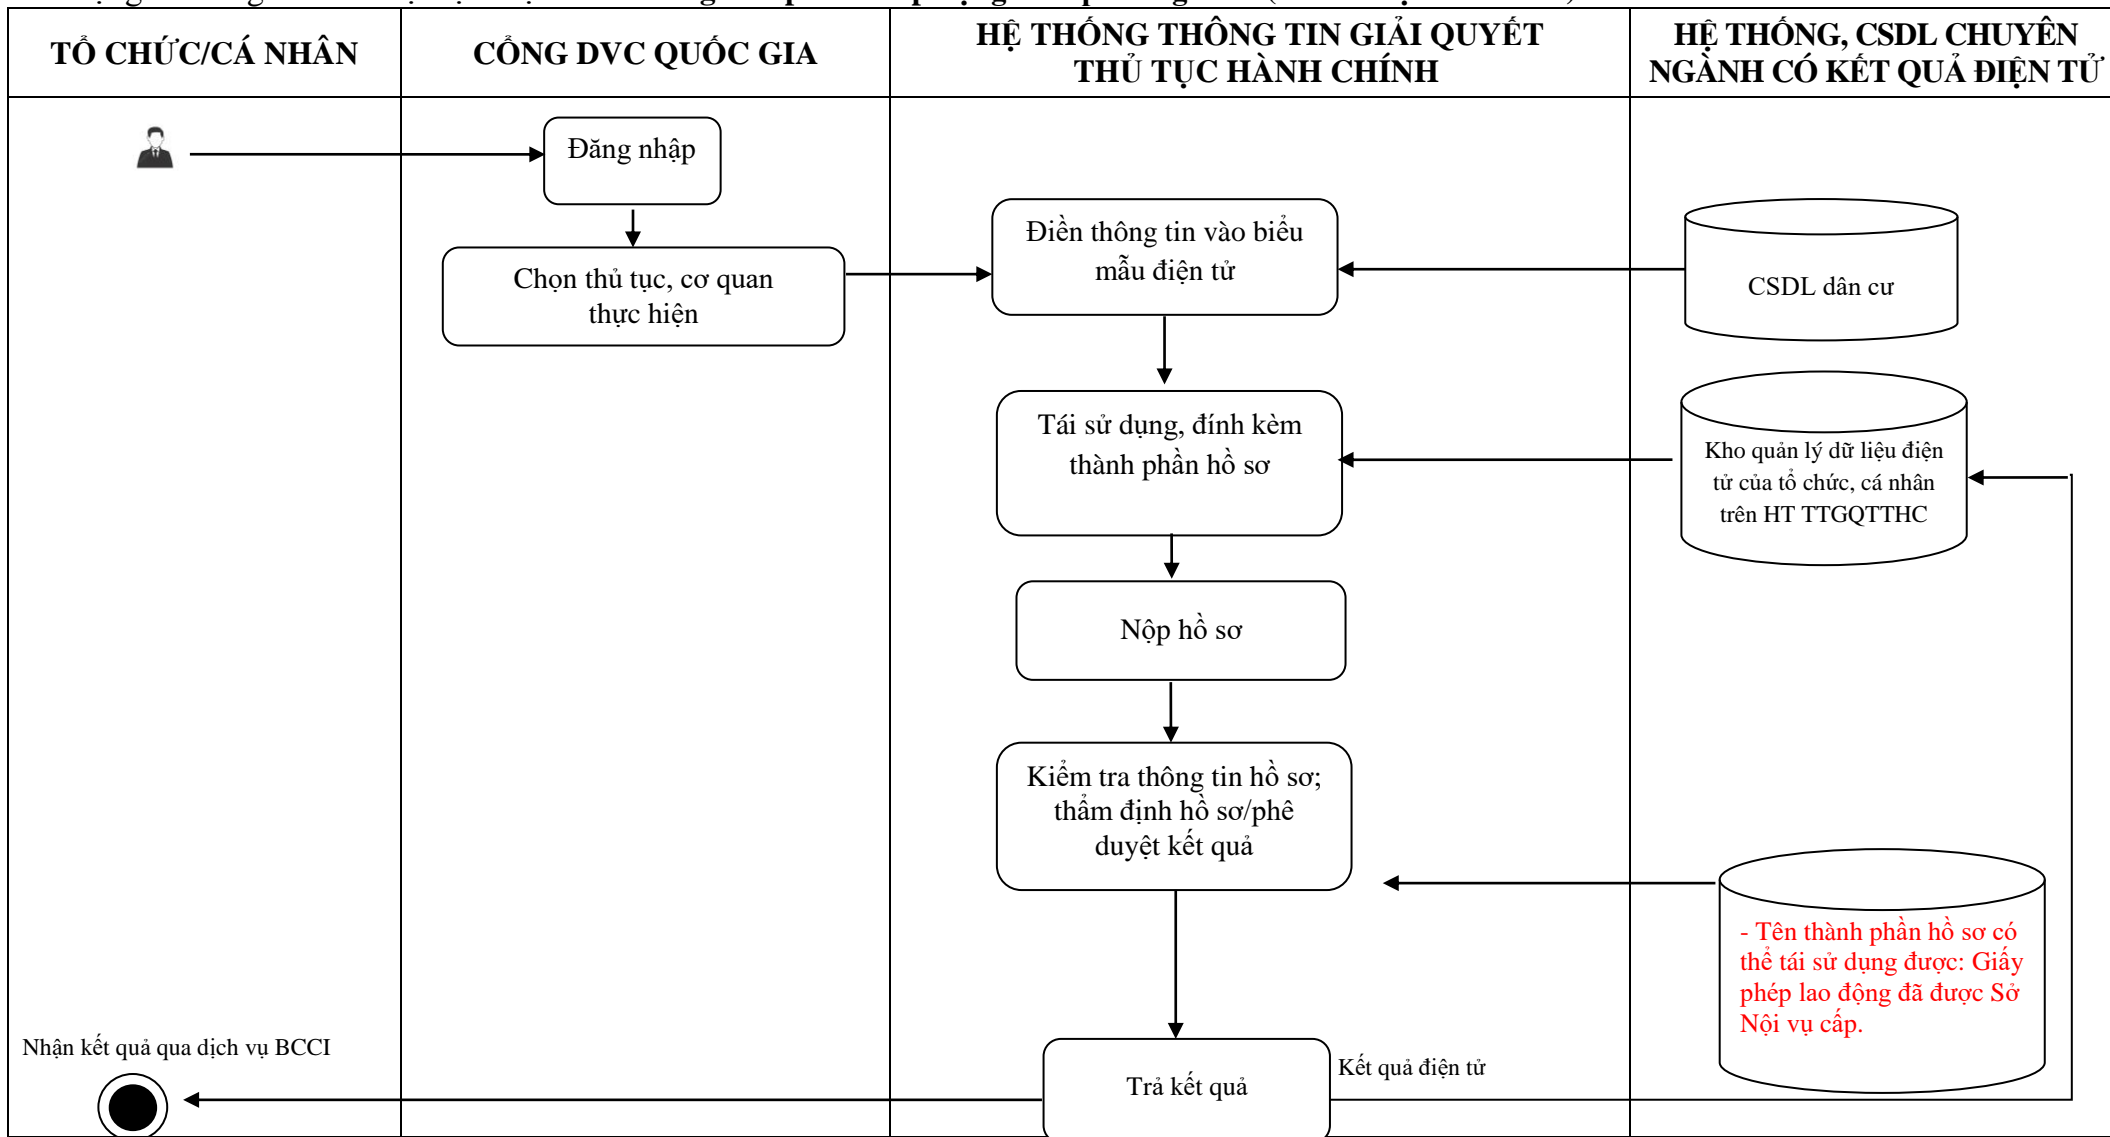 TỔ CHỨC/CÁ NHÂN
CỔNG DVC QUỐC GIA
HỆ THỐNG THÔNG TIN GIẢI QUYẾT
THỦ TỤC HÀNH CHÍNH
HỆ THỐNG, CSDL CHUYÊN
NGÀNH CÓ KẾT QUẢ ĐIỆN TỬ
Đăng nhập
Chọn thủ tục, cơ quan
thực hiện
Điền thông tin vào biểu
mẫu điện tử
CSDL dân cư
Tái sử dụng, đính kèm
thành phần hồ sơ
Kho quản lý dữ liệu điện
tử của tổ chức, cá nhân
trên HT TTGQTTHC
Nộp hồ sơ
Kiểm tra thông tin hồ sơ;
thẩm định hồ sơ/phê
duyệt kết quả
- Tên thành phần hồ sơ có
thể tái sử dụng được: Giấy
phép lao động đã được Sở
Nội vụ cấp.
Nhận kết quả qua dịch vụ BCCI
Trả kết quả
Kết quả điện tử